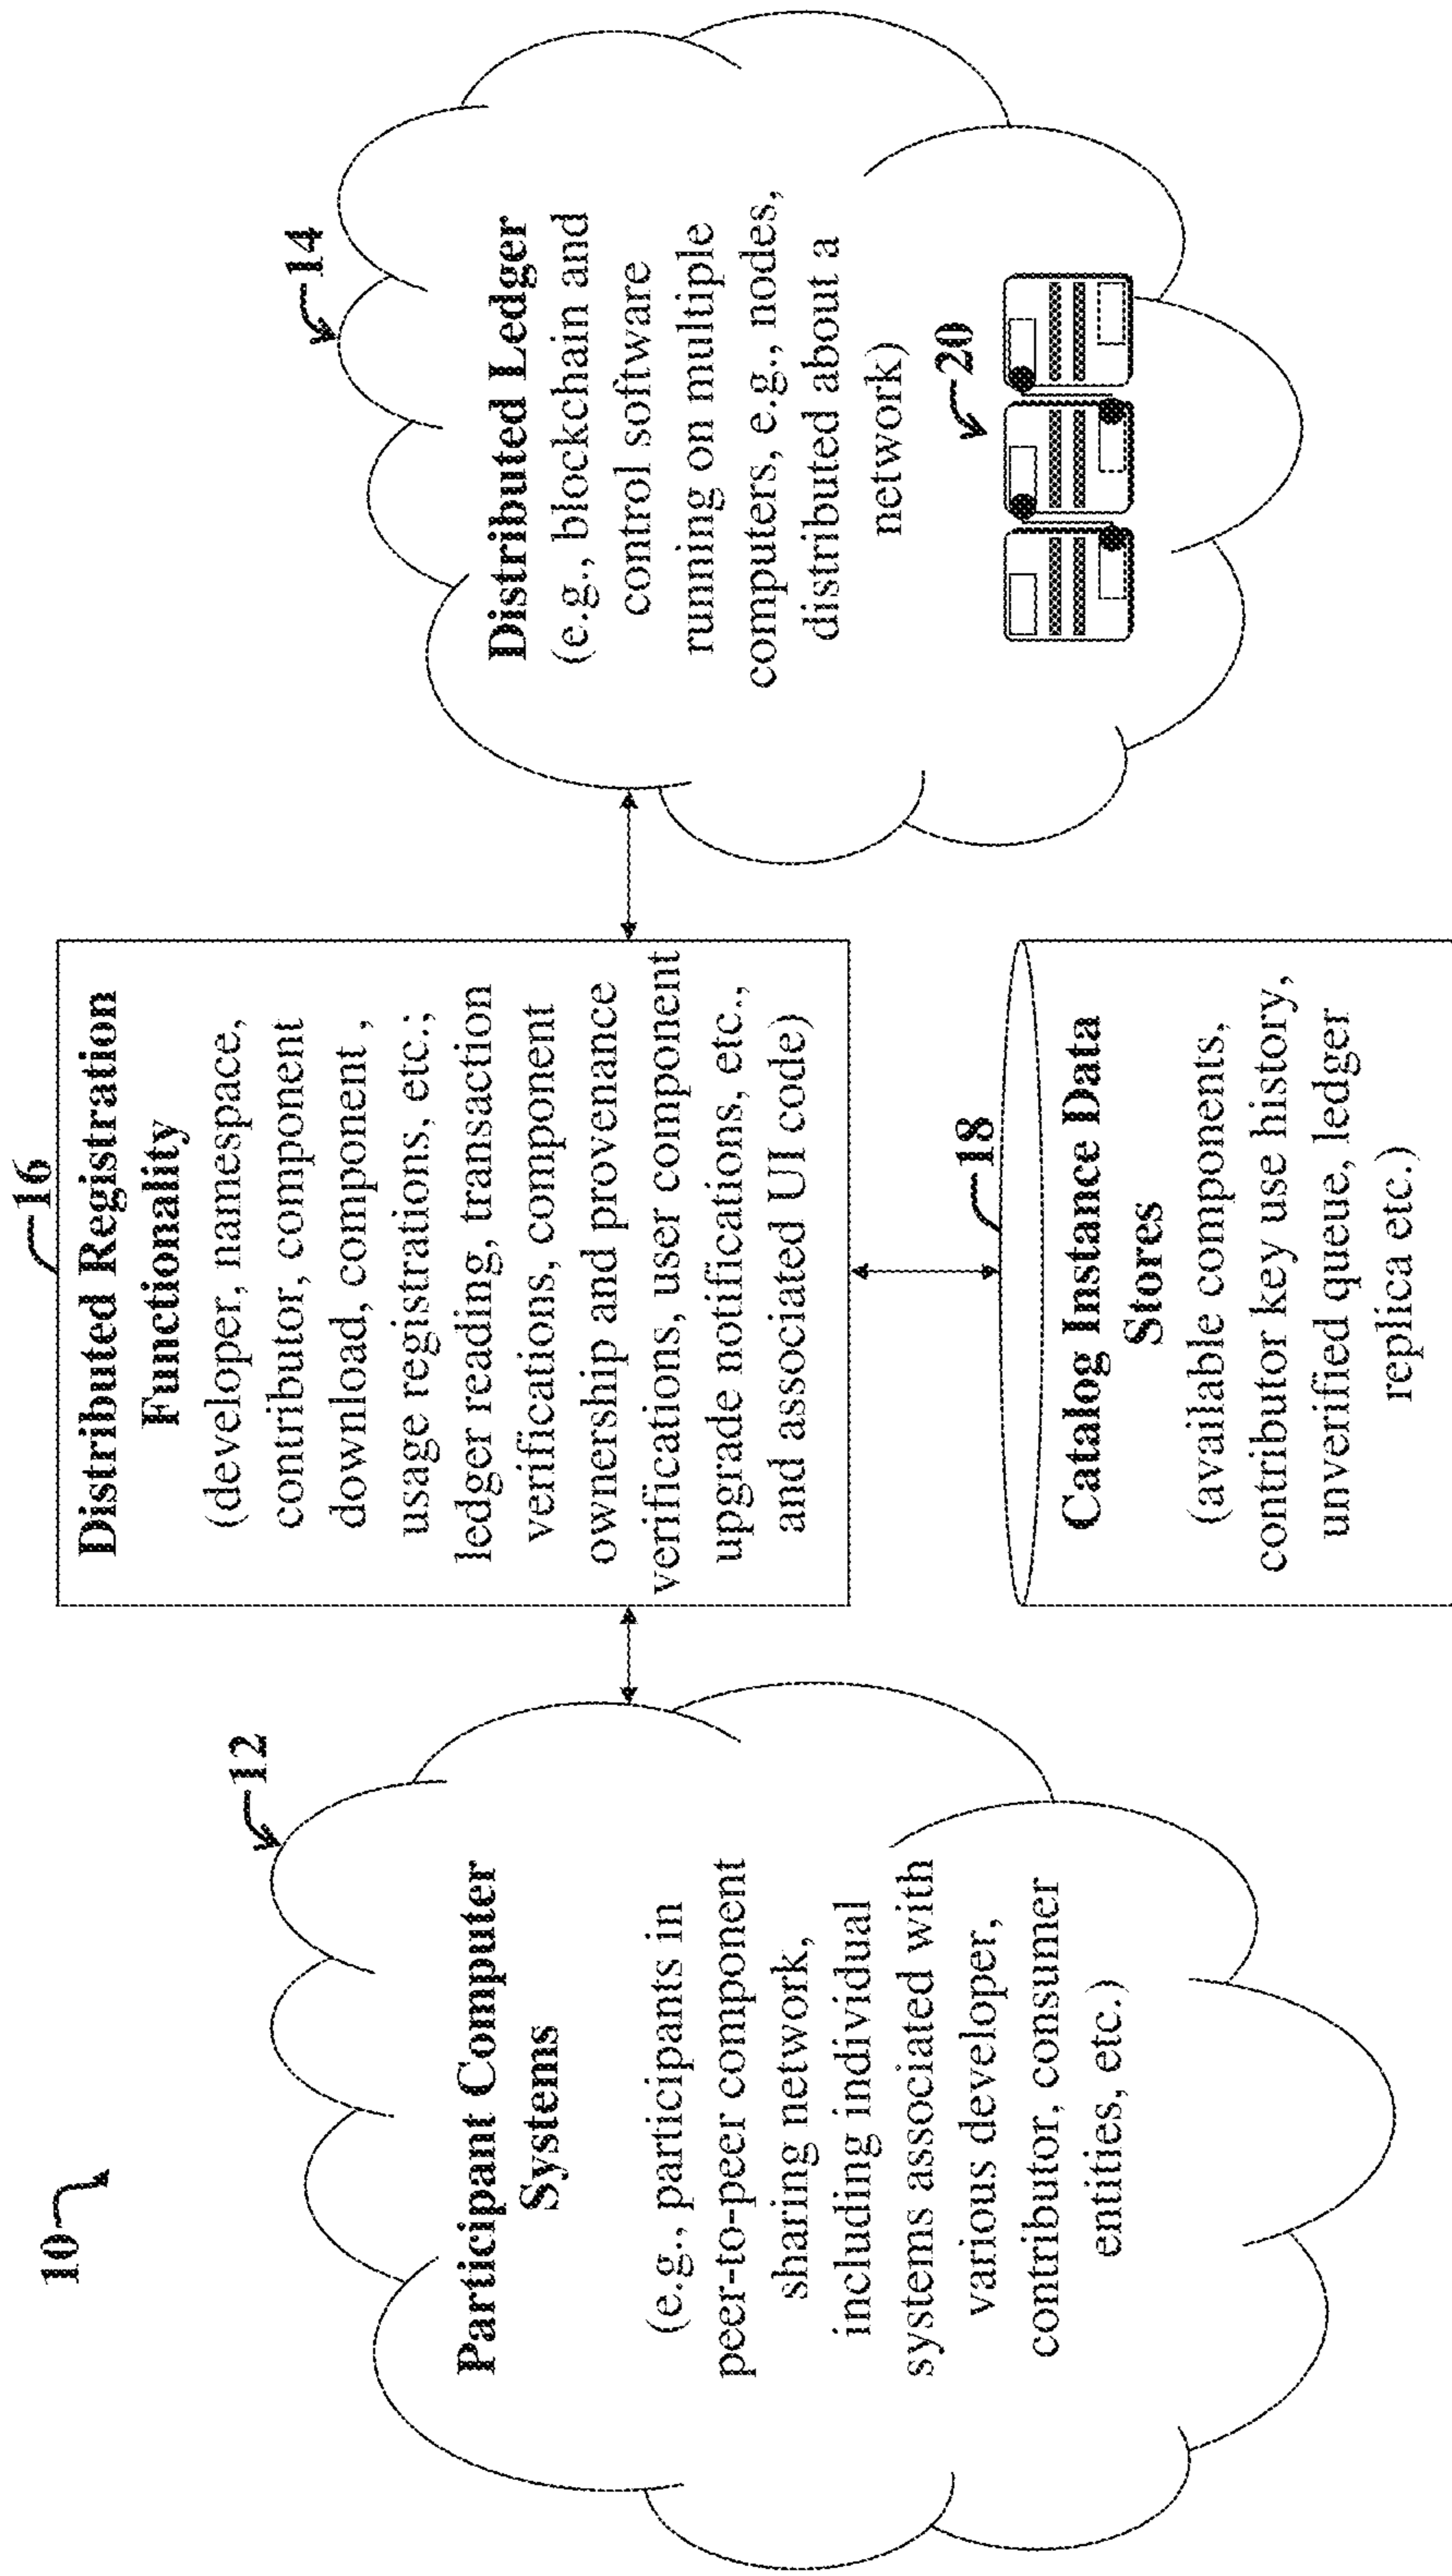 10
12
Participant Computer
Systems
(e.g., participants in
peer-to-peer component
sharing network,
including individual
systems associated with
various developer,
contributor, consumer
entities, etc.)
16
Distributed Registration
Functionality
(developer, namespace,
contributor, component
download, component ,
usage registrations, etc.;
ledger reading, transaction
verifications, component
ownership and provenance
verifications, user component
upgrade notifications, etc.,
and associated UI code)
18
Catalog Instance Data
Stores
(available components,
contributor key use history,
unverified queue, ledger
replica etc.)
14
Distributed Ledger
(e.g., blockchain and
control software
running on multiple
computers, e.g., nodes,
distributed about a
network)
20